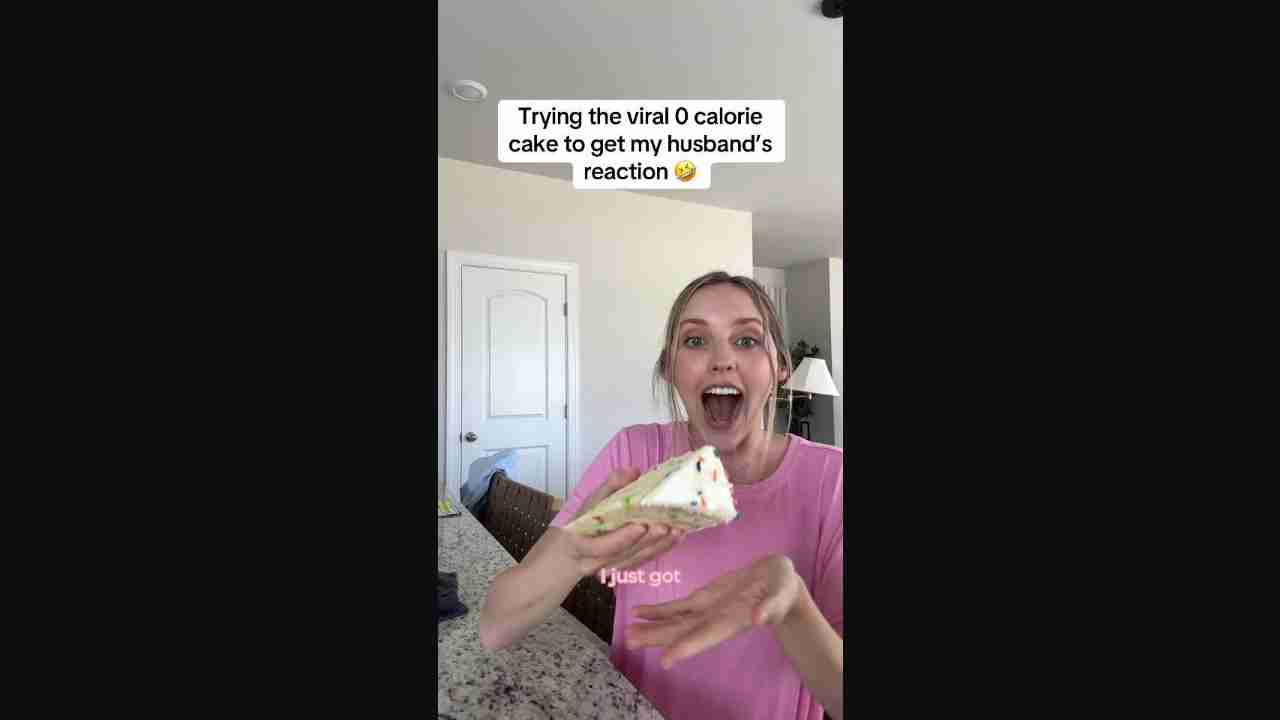 Trying the viral 0 calorie
cake to get my husband's
reaction 🤣
I just got